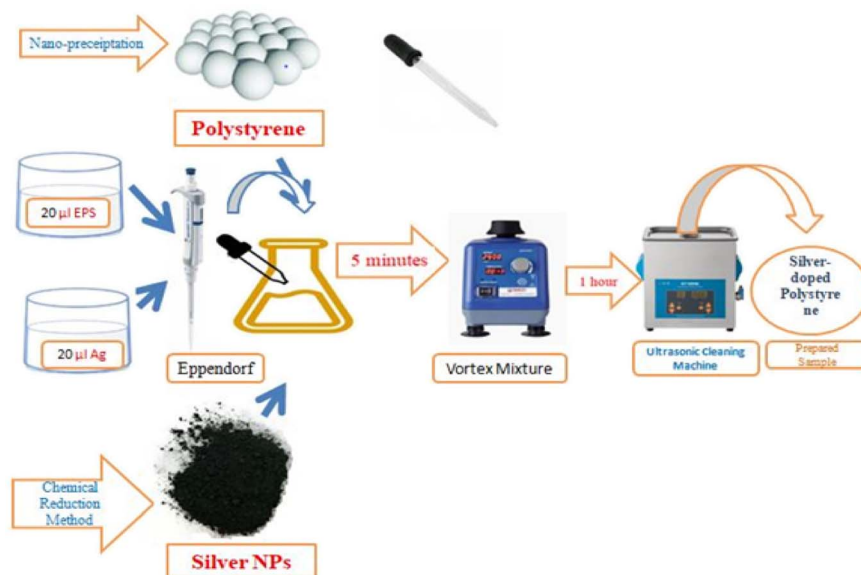 Nano-preceiptation
Polystyrene
20 µl EPS
5 minutes
1 hour
Silver-
doped
Polystyre
ne
20 µl Ag
Eppendorf
Vortex Mixture
Ultrasonic Cleaning
Machine
Prepared
Sample
Chemical
Reduction
Method
Silver NPs